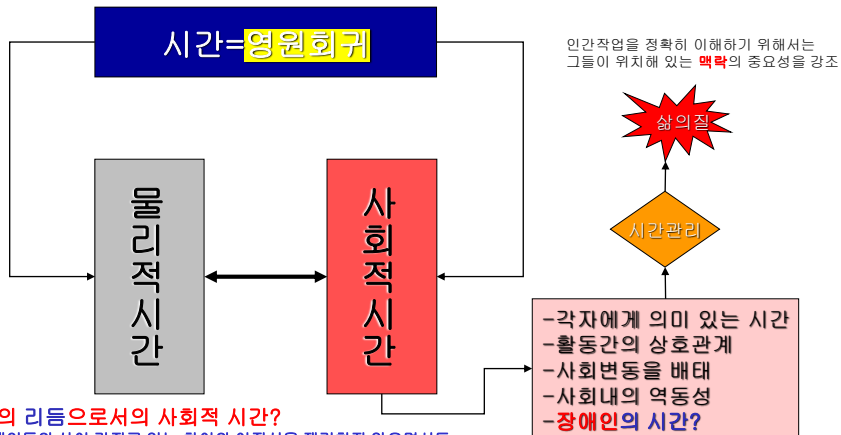 시간=영원회귀
인간작업을 정확히 이해하기 위해서는
그들이 위치해 있는 맥락의 중요성을 강조
삶의질
물리적시간
사회적시간
시간관리
-각자에게 의미 있는 시간
-활동간의 상호관계
-사회변동을 배태
-사회내의 역동성
-장애인의 시간?
의 리듬으로서의 사회적 시간?